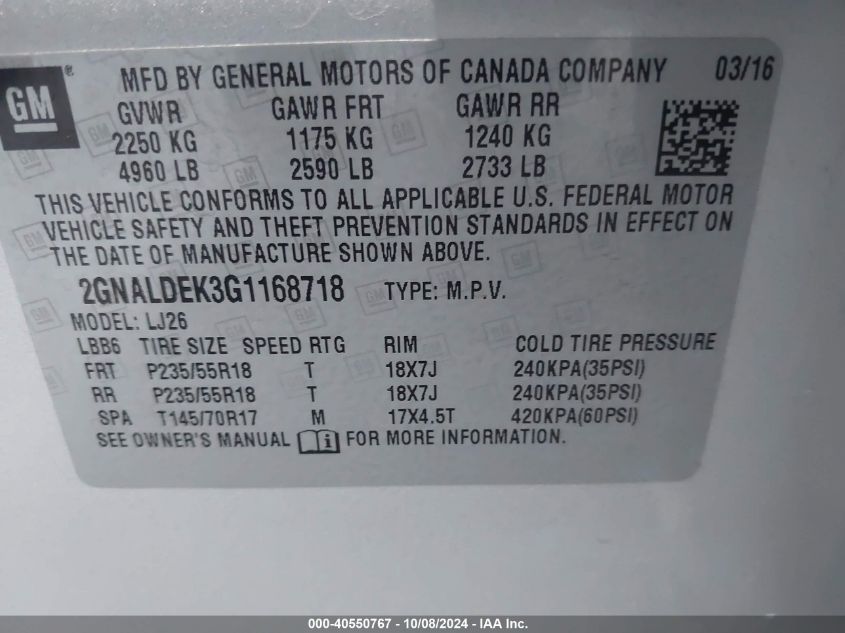 GM ® MFD BY GENERAL MOTORS OF CANADA COMPANY 03/16
GVWR GAWR FRT GAWR RR
2250 KG 1175 KG 1240 KG
4960 LB 2590 LB 2733 LB
THIS VEHICLE CONFORMS TO ALL APPLICABLE U.S. FEDERAL MOTOR
VEHICLE SAFETY AND THEFT PREVENTION STANDARDS IN EFFECT ON
THE DATE OF MANUFACTURE SHOWN ABOVE.
2GNALDEK3G1168718 TYPE: M.P.V.
MODEL: LJ26
LBB6 TIRE SIZE SPEED RTG RIM COLD TIRE PRESSURE
FRT P235/55R18 T 18X7J 240KPA(35PSI)
RR P235/55R18 T 18X7J 240KPA(35PSI)
SPA T145/70R17 M 17X4.5T 420KPA(60PSI)
SEE OWNER'S MANUAL i FOR MORE INFORMATION.
000-40550767 - 10/08/2024 - IAA Inc.